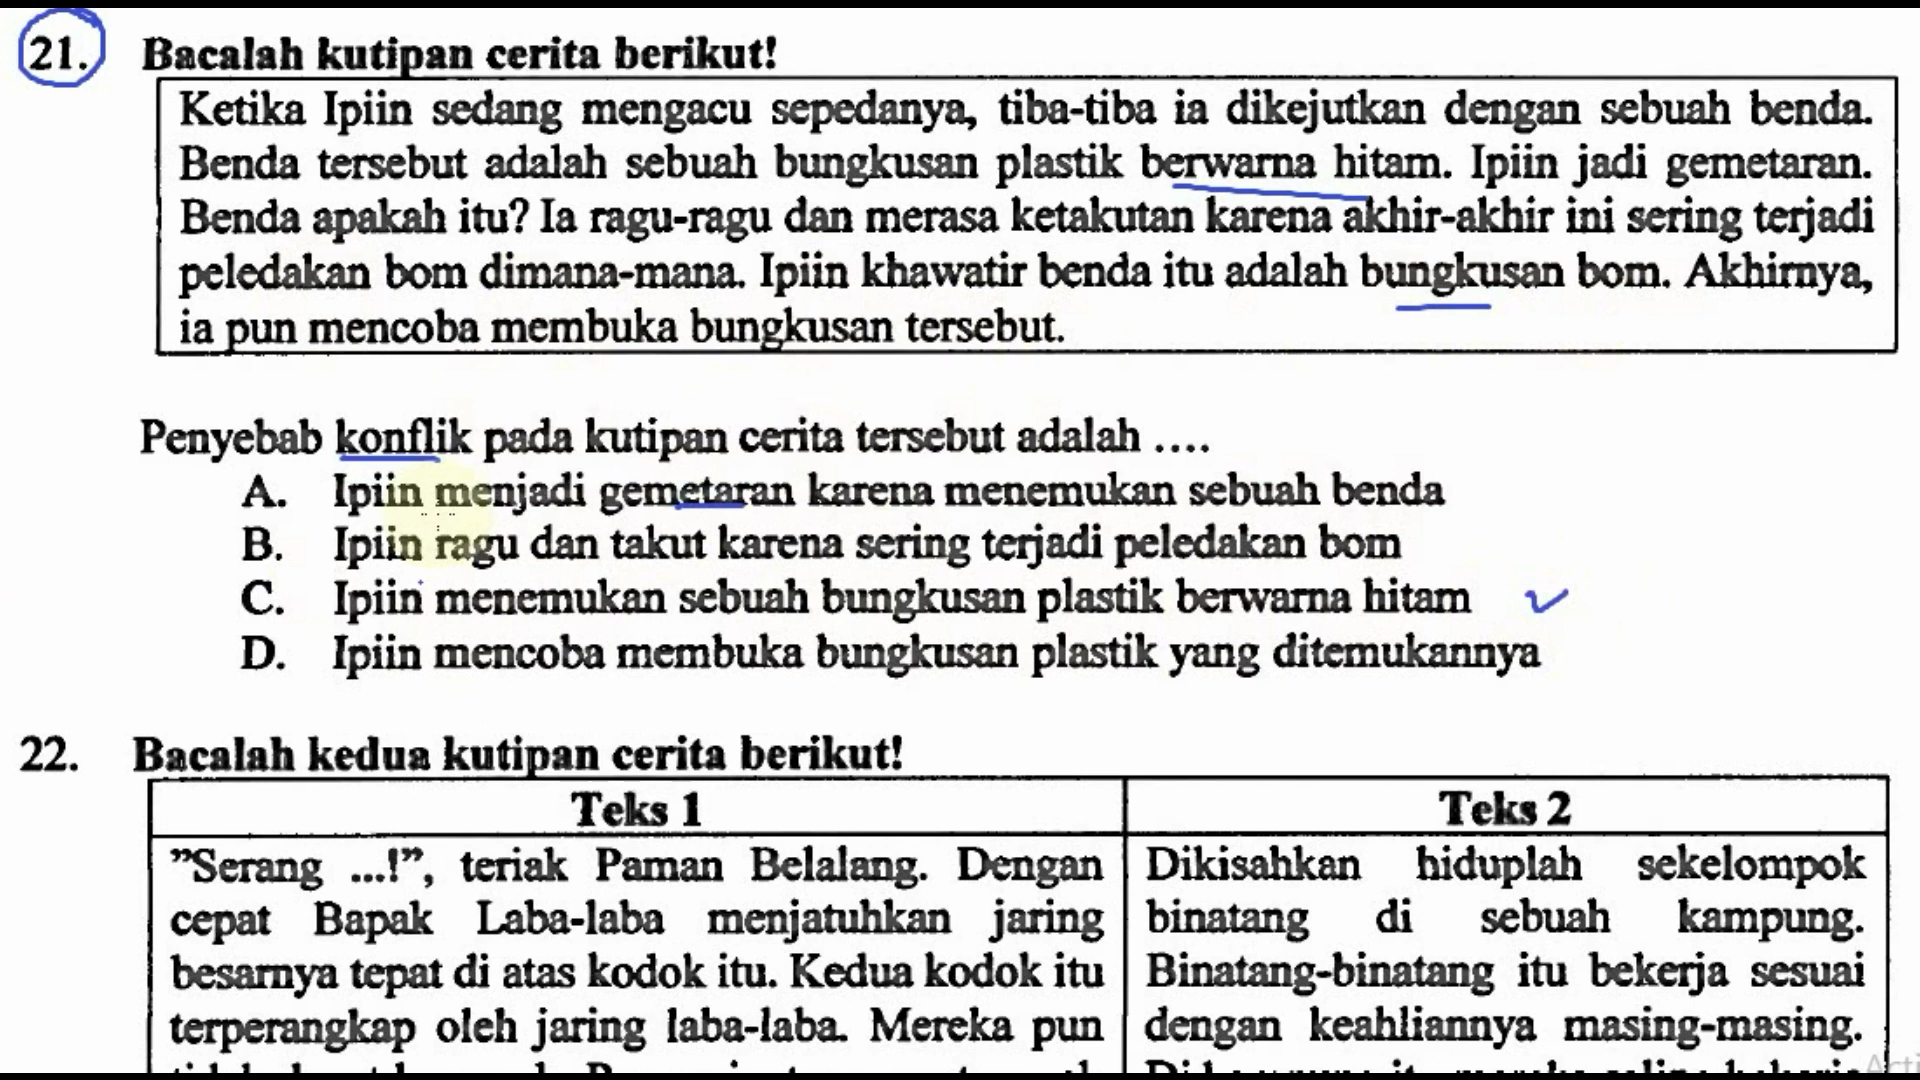 21. Bacalah kutipan cerita berikut!
Ketika Ipiin sedang mengacu sepedanya, tiba-tiba ia dikejutkan dengan sebuah benda.
Benda tersebut adalah sebuah bungkusan plastik berwarna hitam. Ipiin jadi gemetaran.
Benda apakah itu? Ia ragu-ragu dan merasa ketakutan karena akhir-akhir ini sering terjadi
peledakan bom dimana-mana. Ipiin khawatir benda itu adalah bungkusan bom. Akhirnya,
ia pun mencoba membuka bungkusan tersebut.
Penyebab konflik pada kutipan cerita tersebut adalah ....
A. Ipiin menjadi gemetaran karena menemukan sebuah benda
B. Ipiin ragu dan takut karena sering terjadi peledakan bom
C. Ipiin menemukan sebuah bungkusan plastik berwarna hitam
D. Ipiin mencoba membuka bungkusan plastik yang ditemukannya
22. Bacalah kedua kutipan cerita berikut!
Teks 1
”Serang ...!”, teriak Paman Belalang. Dengan
cepat Bapak Laba-laba menjatuhkan jaring
besarnya tepat di atas kodok itu. Kedua kodok itu
terperangkap oleh jaring laba-laba. Mereka pun
Teks 2
Dikisahkan hiduplah sekelompok
binatang di sebuah kampung.
Binatang-binatang itu bekerja sesuai
dengan keahliannya masing-masing.